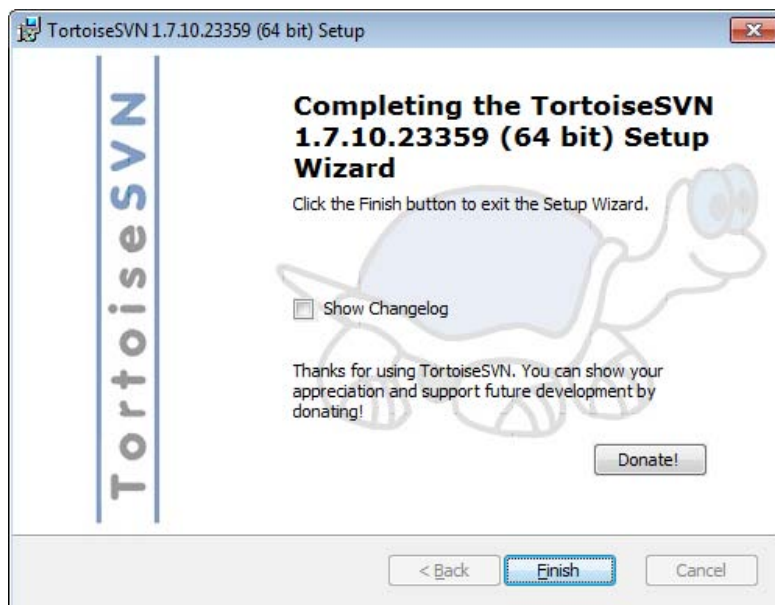 TortoiseSVN 1.7.10.23359 (64 bit) Setup
TortoiseSVN
Completing the TortoiseSVN
1.7.10.23359 (64 bit) Setup
Wizard
Click the Finish button to exit the Setup Wizard.
Show Changelog
Thanks for using TortoiseSVN. You can show your
appreciation and support future development by
donating!
Donate!
< Back
Finish
Cancel